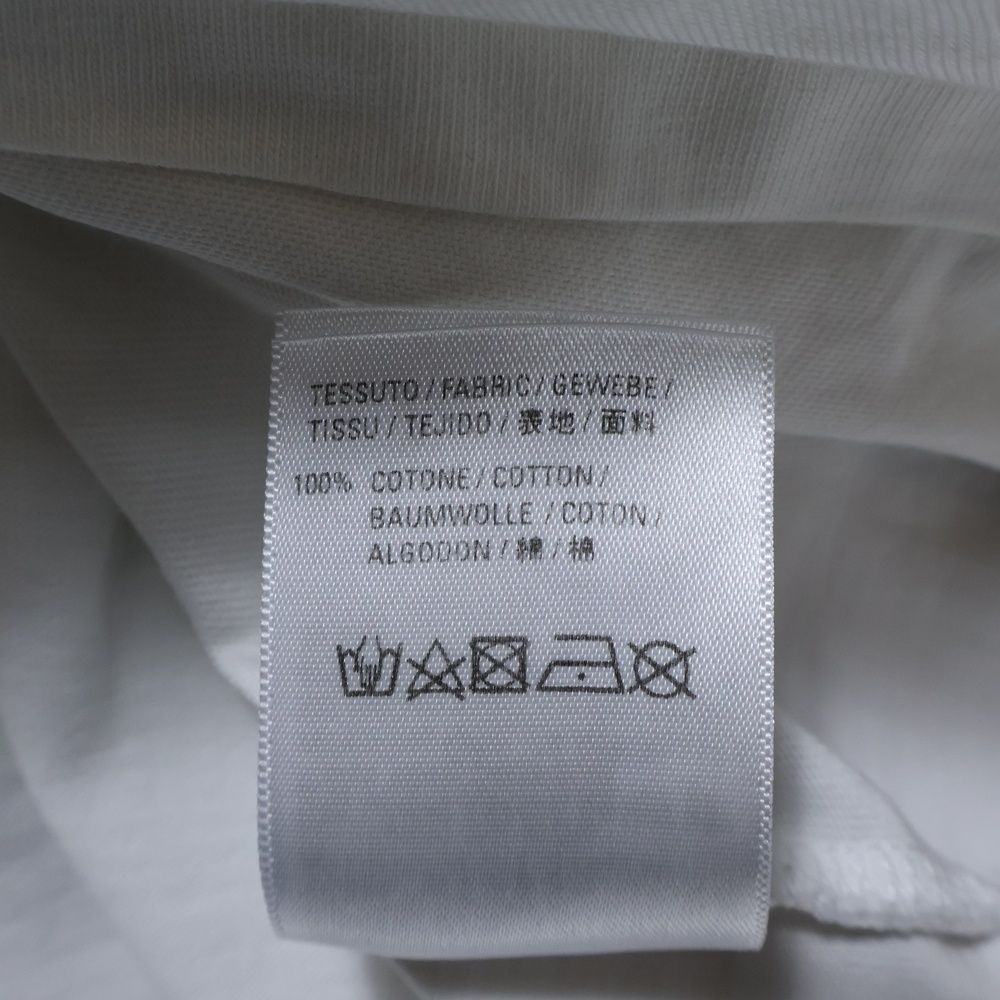 TESSUTO / FABRIC / GEWEBE /
TISSU / TEJIDO / 表地 / 面料
100% COTONE / COTTON /
BAUMWOLLE / COTON /
ALGODON / 綿 / 棉